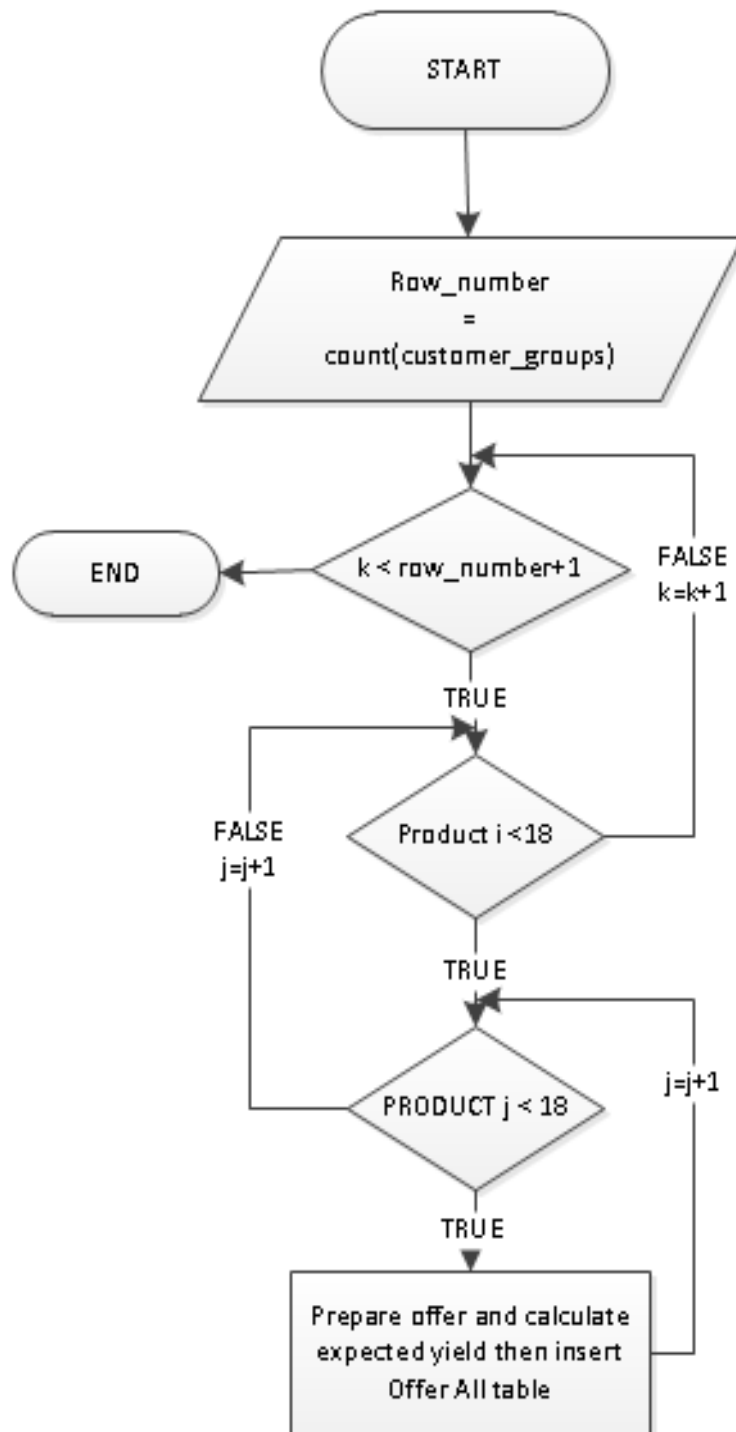 START
Row_number
=
count(customer_groups)
k < row_number+1
END
FALSE
k=k+1
TRUE
Product i <18
FALSE
j=j+1
TRUE
PRODUCT j < 18
j=j+1
TRUE
Prepare offer and calculate
expected yield then insert
Offer All table